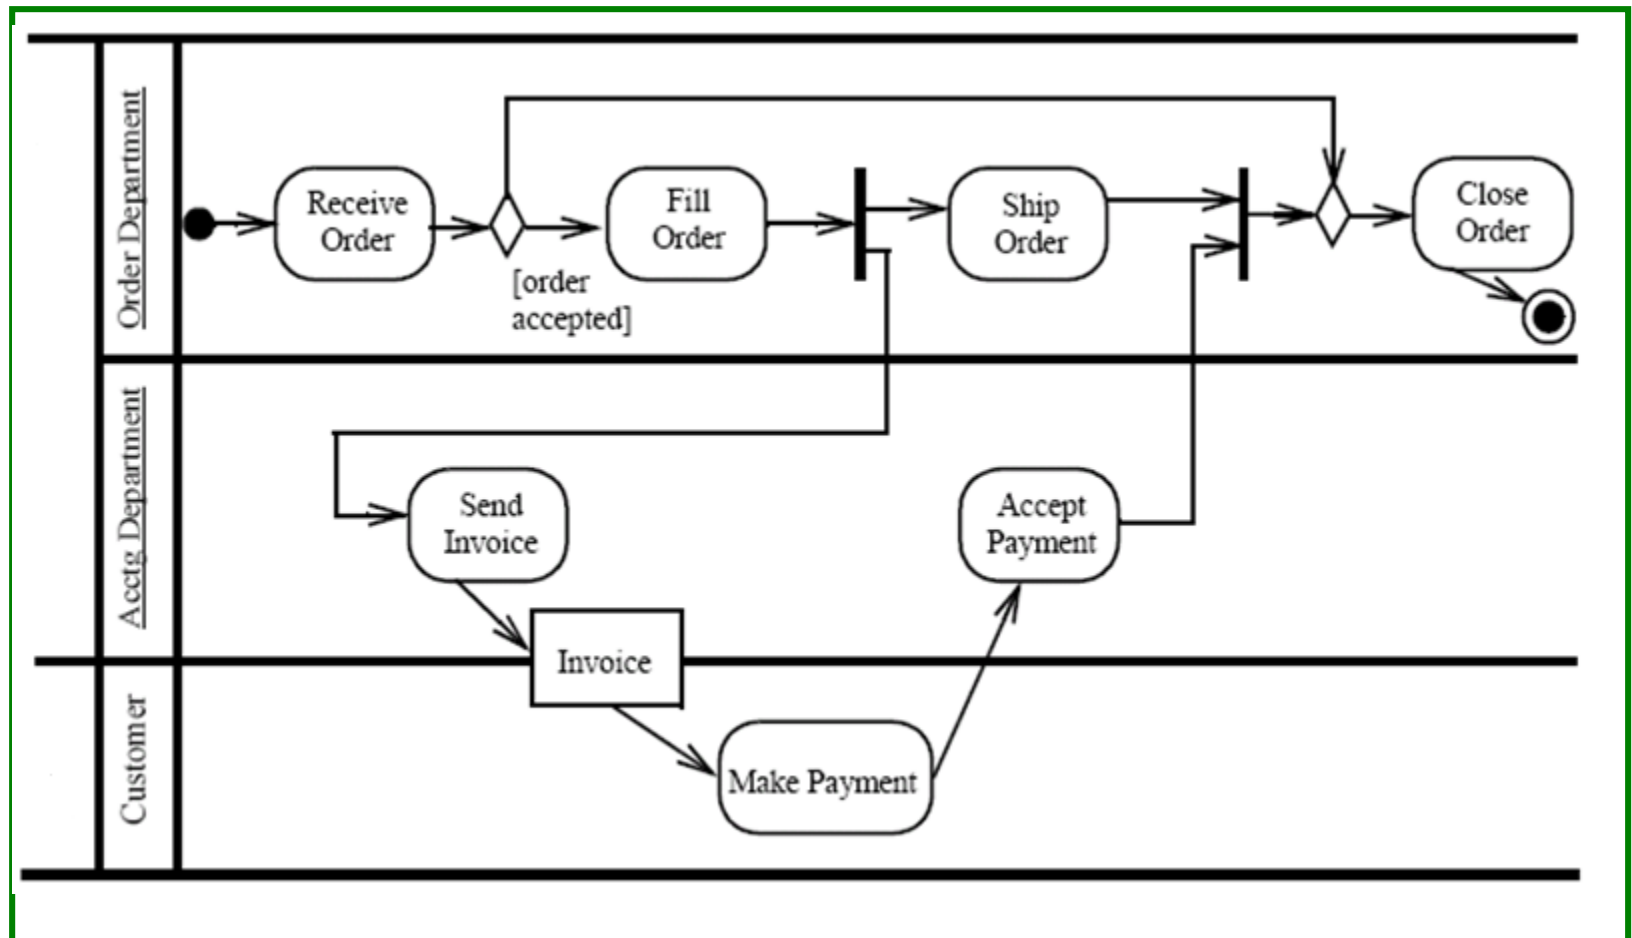 Order Department
Receive
Order
[order
accepted]
Fill
Order
Ship
Order
Close
Order
Acctg Department
Send
Invoice
Accept
Payment
Invoice
Customer
Make Payment